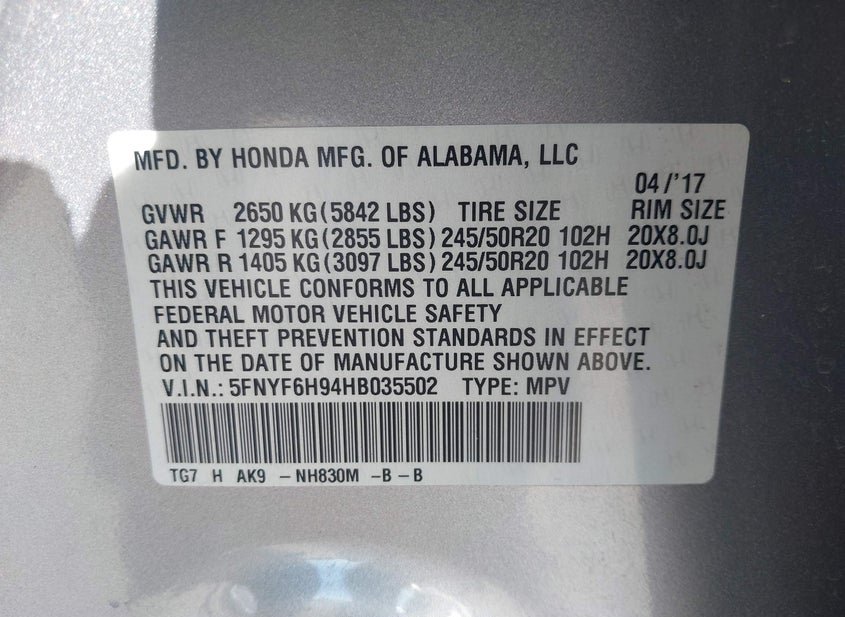 MFD. BY HONDA MFG. OF ALABAMA, LLC
04/'17
GVWR 2650 KG(5842 LBS) TIRE SIZE RIM SIZE
GAWR F 1295 KG(2855 LBS) 245/50R20 102H 20X8.0J
GAWR R 1405 KG(3097 LBS) 245/50R20 102H 20X8.0J
THIS VEHICLE CONFORMS TO ALL APPLICABLE
FEDERAL MOTOR VEHICLE SAFETY
AND THEFT PREVENTION STANDARDS IN EFFECT
ON THE DATE OF MANUFACTURE SHOWN ABOVE.
V.I.N.: 5FNYF6H94HB035502 TYPE: MPV
TG7 H AK9 – NH830M –B – B